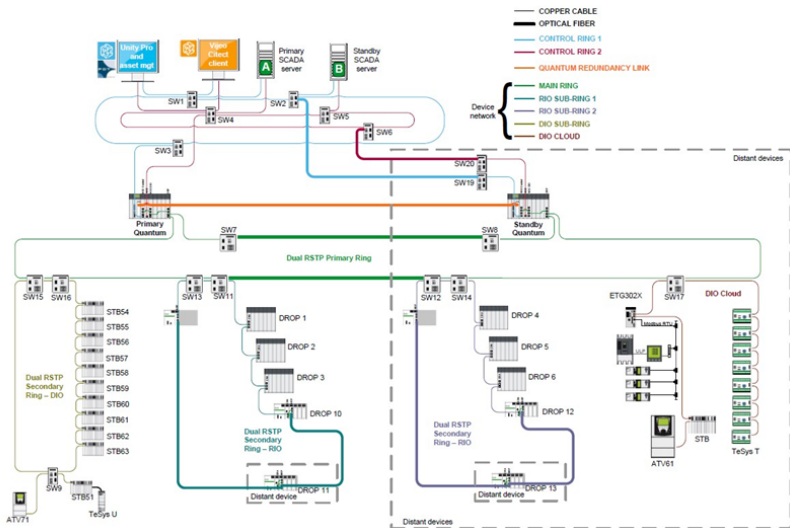 COPPER CABLE
OPTICAL FIBER
CONTROL RING 1
CONTROL RING 2
QUANTUM REDUNDANCY LINK
Device
network
MAIN RING
RIO SUB-RING 1
RIO SUB-RING 2
DIO SUB-RING
DIO CLOUD
Unity Pro
and
asset mgt
Vijeo
Citect
client
Primary
SCADA
server
Standby
SCADA
server
A
B
SW1
SW2
SW4
SW5
SW6
SW3
SW20
SW19
Distant devices
Primary
Quantum
Standby
Quantum
SW7
SW8
Dual RSTP Primary Ring
SW15
SW16
SW13
SW11
SW12
SW14
SW17
ETG302X
DIO Cloud
Modbus RTU
ULP
STB54
STB55
STB56
STB57
STB58
STB59
STB60
STB61
STB62
STB63
Dual RSTP
Secondary
Ring – DIO
DROP 1
DROP 2
DROP 3
DROP 10
Dual RSTP
Secondary
Ring – RIO
DROP 11
Distant device
DROP 4
DROP 5
DROP 6
DROP 12
Dual RSTP
Secondary
Ring – RIO
DROP 13
Distant device
SW9
STB51
ATV71
TeSys U
ATV61
STB
TeSys T
Distant devices